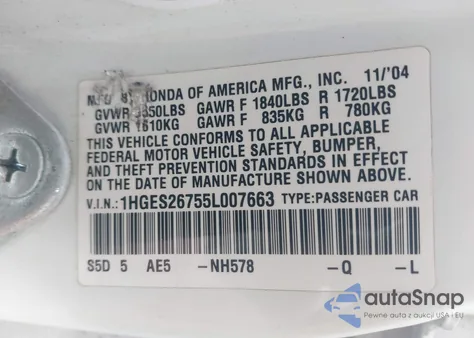 MFD BY HONDA OF AMERICA MFG., INC. 11/'04
GVWR 3550LBS GAWR F 1840LBS R 1720LBS
GVWR 1610KG GAWR F 835KG R 780KG
THIS VEHICLE CONFORMS TO ALL APPLICABLE
FEDERAL MOTOR VEHICLE SAFETY, BUMPER,
AND THEFT PREVENTION STANDARDS IN EFFECT
ON THE DATE OF MANUFACTURE SHOWN ABOVE.
V.I.N.: 1HGES26755L007663 TYPE:PASSENGER CAR
S5D 5 AE5 -NH578 -Q -L
autoSnap
Pewne auta z aukcji USA - EU